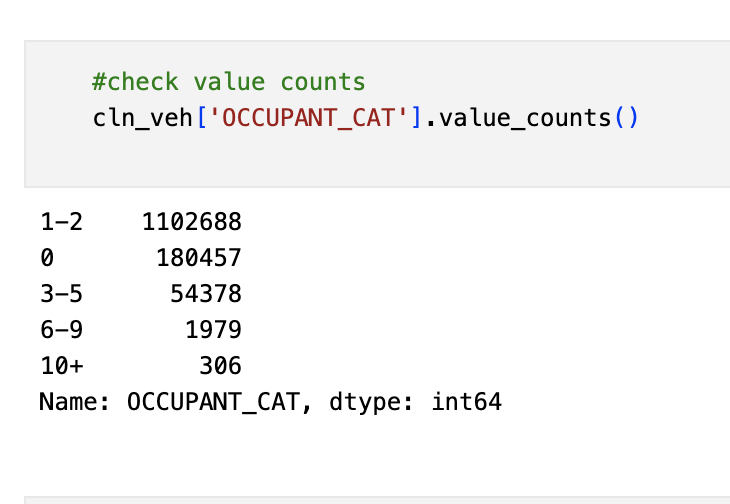 #check value counts
cln_veh['OCCUPANT_CAT'].value_counts()
1-2    1102688
0       180457
3-5      54378
6-9       1979
10+        306
Name: OCCUPANT_CAT, dtype: int64